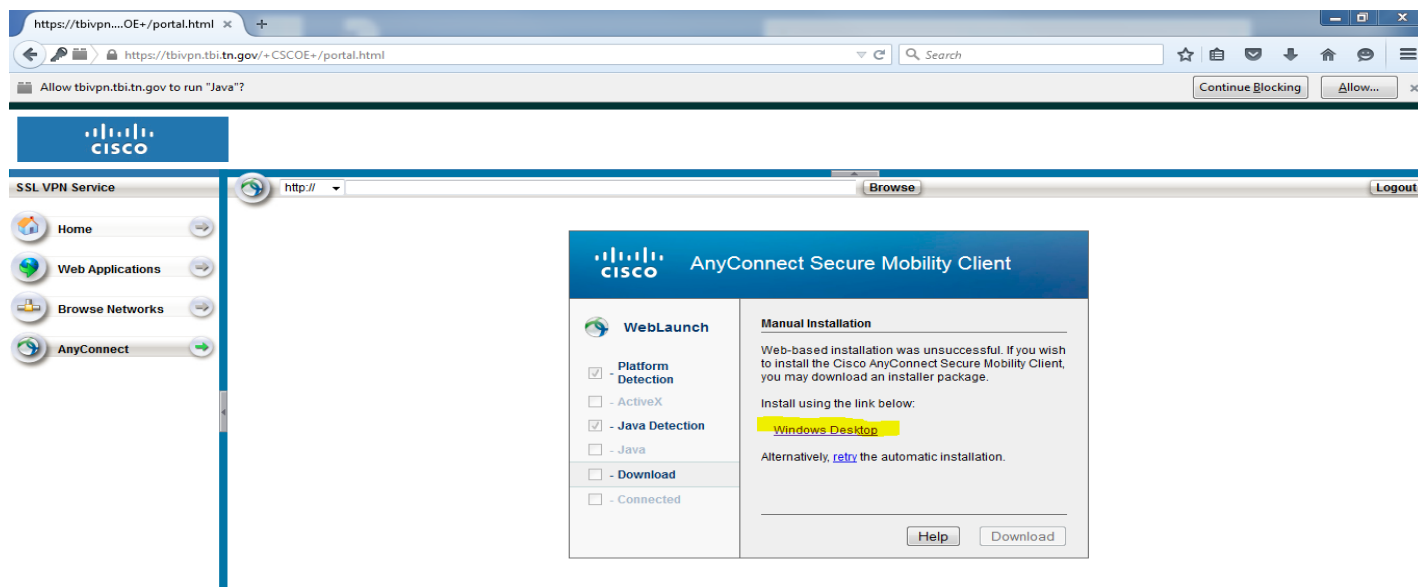 https://tbivpn....OE+/portal.html
https://tbivpn.tbi.tn.gov/+CSCOE+/portal.html
Search
Allow tbivpn.tbi.tn.gov to run "Java"?
Continue Blocking
Allow...
CISCO
SSL VPN Service
http://
Browse
Logout
Home
Web Applications
Browse Networks
AnyConnect
CISCO
AnyConnect Secure Mobility Client
WebLaunch
- Platform
Detection
- ActiveX
- Java Detection
- Java
- Download
- Connected
Manual Installation
Web-based installation was unsuccessful. If you wish
to install the Cisco AnyConnect Secure Mobility Client,
you may download an installer package.
Install using the link below:
Windows Desktop
Alternatively, retry the automatic installation.
Help
Download